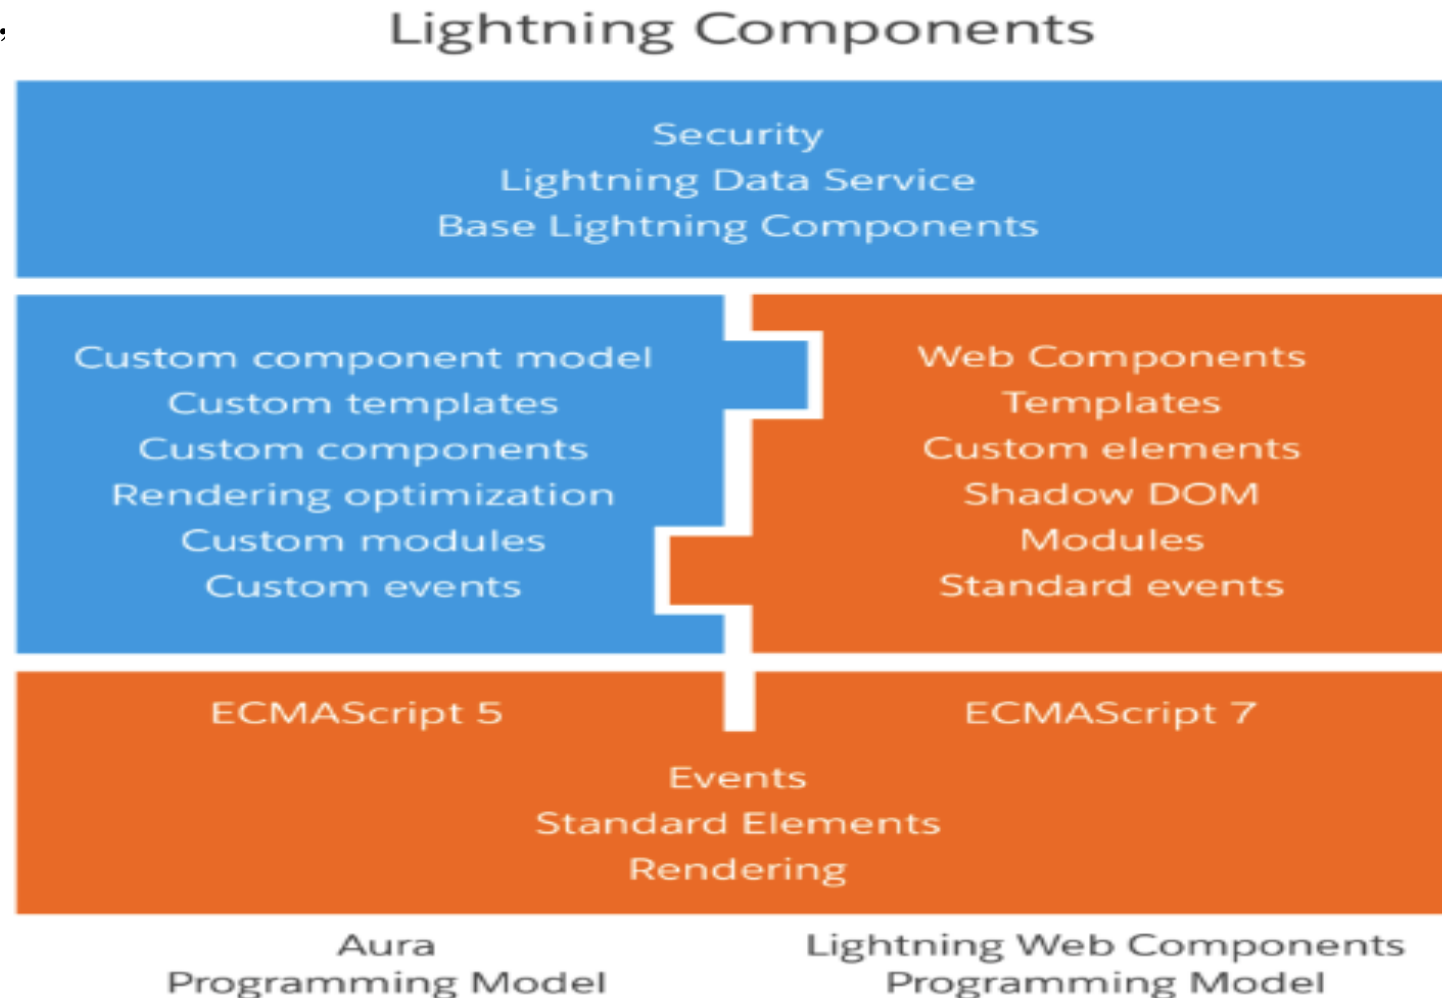 Lightning Components
Security
Lightning Data Service
Base Lightning Components
Custom component model
Custom templates
Custom components
Rendering optimization
Custom modules
Custom events
Web Components
Templates
Custom elements
Shadow DOM
Modules
Standard events
ECMAScript 5
ECMAScript 7
Events
Standard Elements
Rendering
Aura
Programming Model
Lightning Web Components
Programming Model